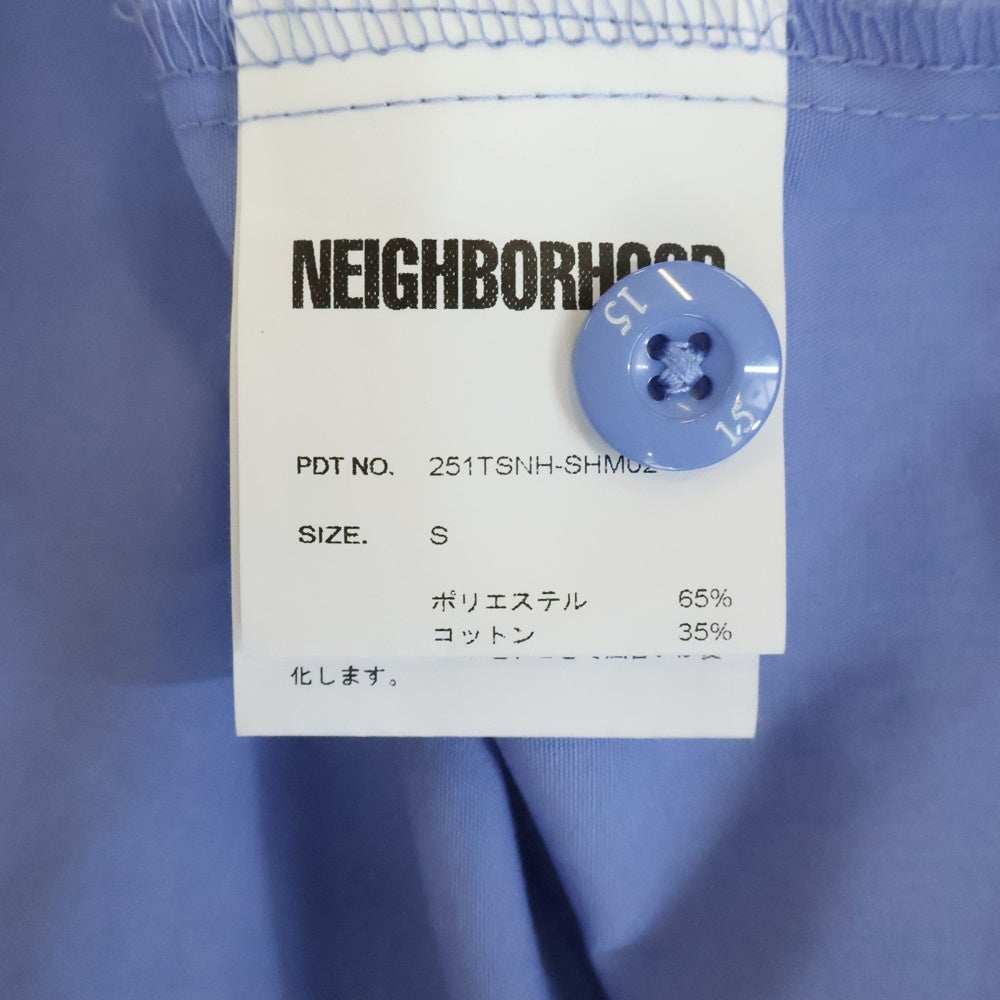 NEIGHBORHOOD
15
15
PDT NO. 251TSNH-SHM02
SIZE. S
ポリエステル 65%
コットン 35%
化します。